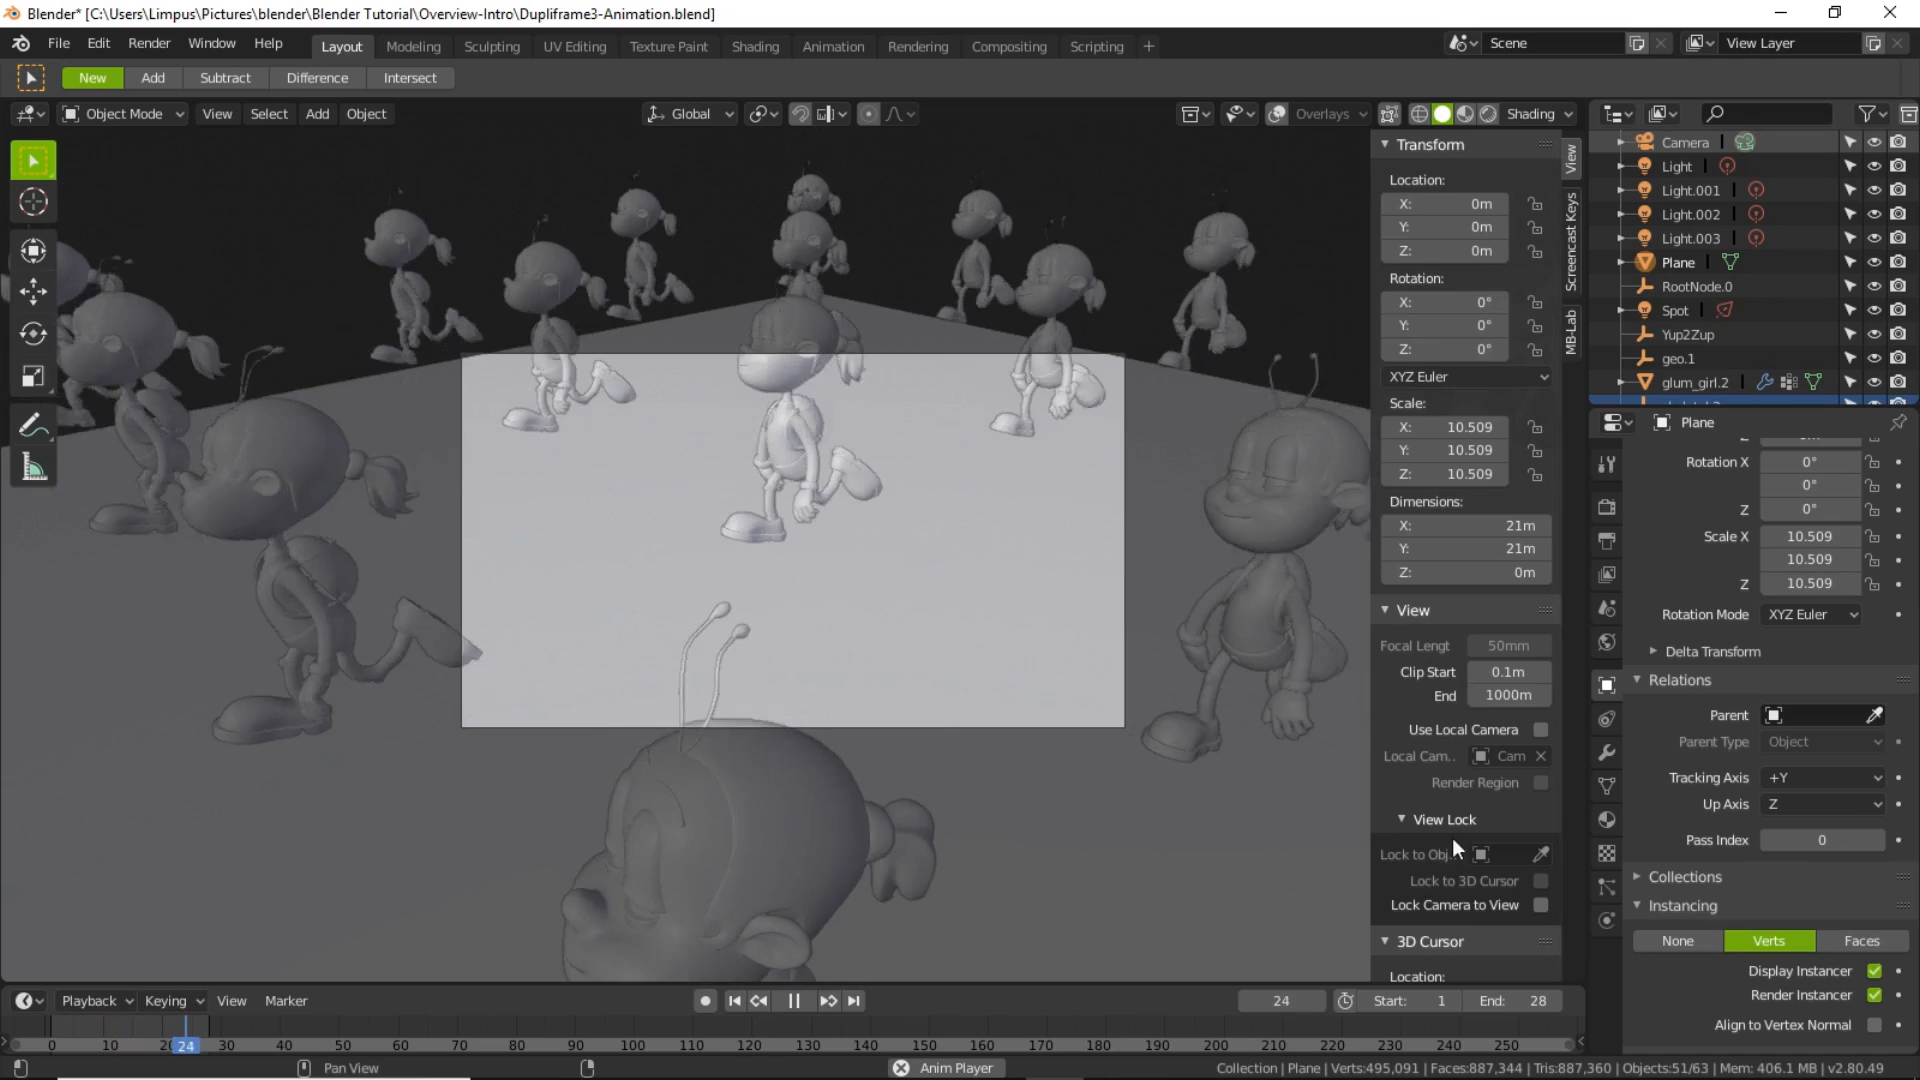 Blender* [C:\Users\Limpus\Pictures\blender\Blender Tutorial\Overview-Intro\Dupliframe3-Animation.blend]
File Edit Render Window Help Layout Modeling Sculpting UV Editing Texture Paint Shading Animation Rendering Compositing Scripting + Scene View Layer
New Add Subtract Difference Intersect
Object Mode View Select Add Object Global Overlays Shading
Transform
Location:
X: 0m
Y: 0m
Z: 0m
Rotation:
X: 0°
Y: 0°
Z: 0°
XYZ Euler
Scale:
X: 10.509
Y: 10.509
Z: 10.509
Dimensions:
X: 21m
Y: 21m
Z: 0m
View
Focal Lengt 50mm
Clip Start 0.1m
End 1000m
Use Local Camera
Local Cam.. Cam
Render Region
View Lock
Lock to Obj..
Lock to 3D Cursor
Lock Camera to View
3D Cursor
Location:
View
Screencast Keys
MB-Lab
Camera
Light
Light.001
Light.002
Light.003
Plane
RootNode.0
Spot
Yup2Zup
geo.1
glum_girl.2
Plane
Rotation X 0°
0°
Z 0°
Scale X 10.509
10.509
Z 10.509
Rotation Mode XYZ Euler
Delta Transform
Relations
Parent
Parent Type Object
Tracking Axis +Y
Up Axis Z
Pass Index 0
Collections
Instancing
None Verts Faces
Display Instancer
Render Instancer
Align to Vertex Normal
Playback Keying View Marker 24 Start: 1 End: 28
0 10 20 24 30 40 50 60 70 80 90 100 110 120 130 140 150 160 170 180 190 200 210 220 230 240 250
Pan View Anim Player Collection | Plane | Verts:495,091 | Faces:887,344 | Tris:887,360 | Objects:51/63 | Mem: 406.1 MB | v2.80.49